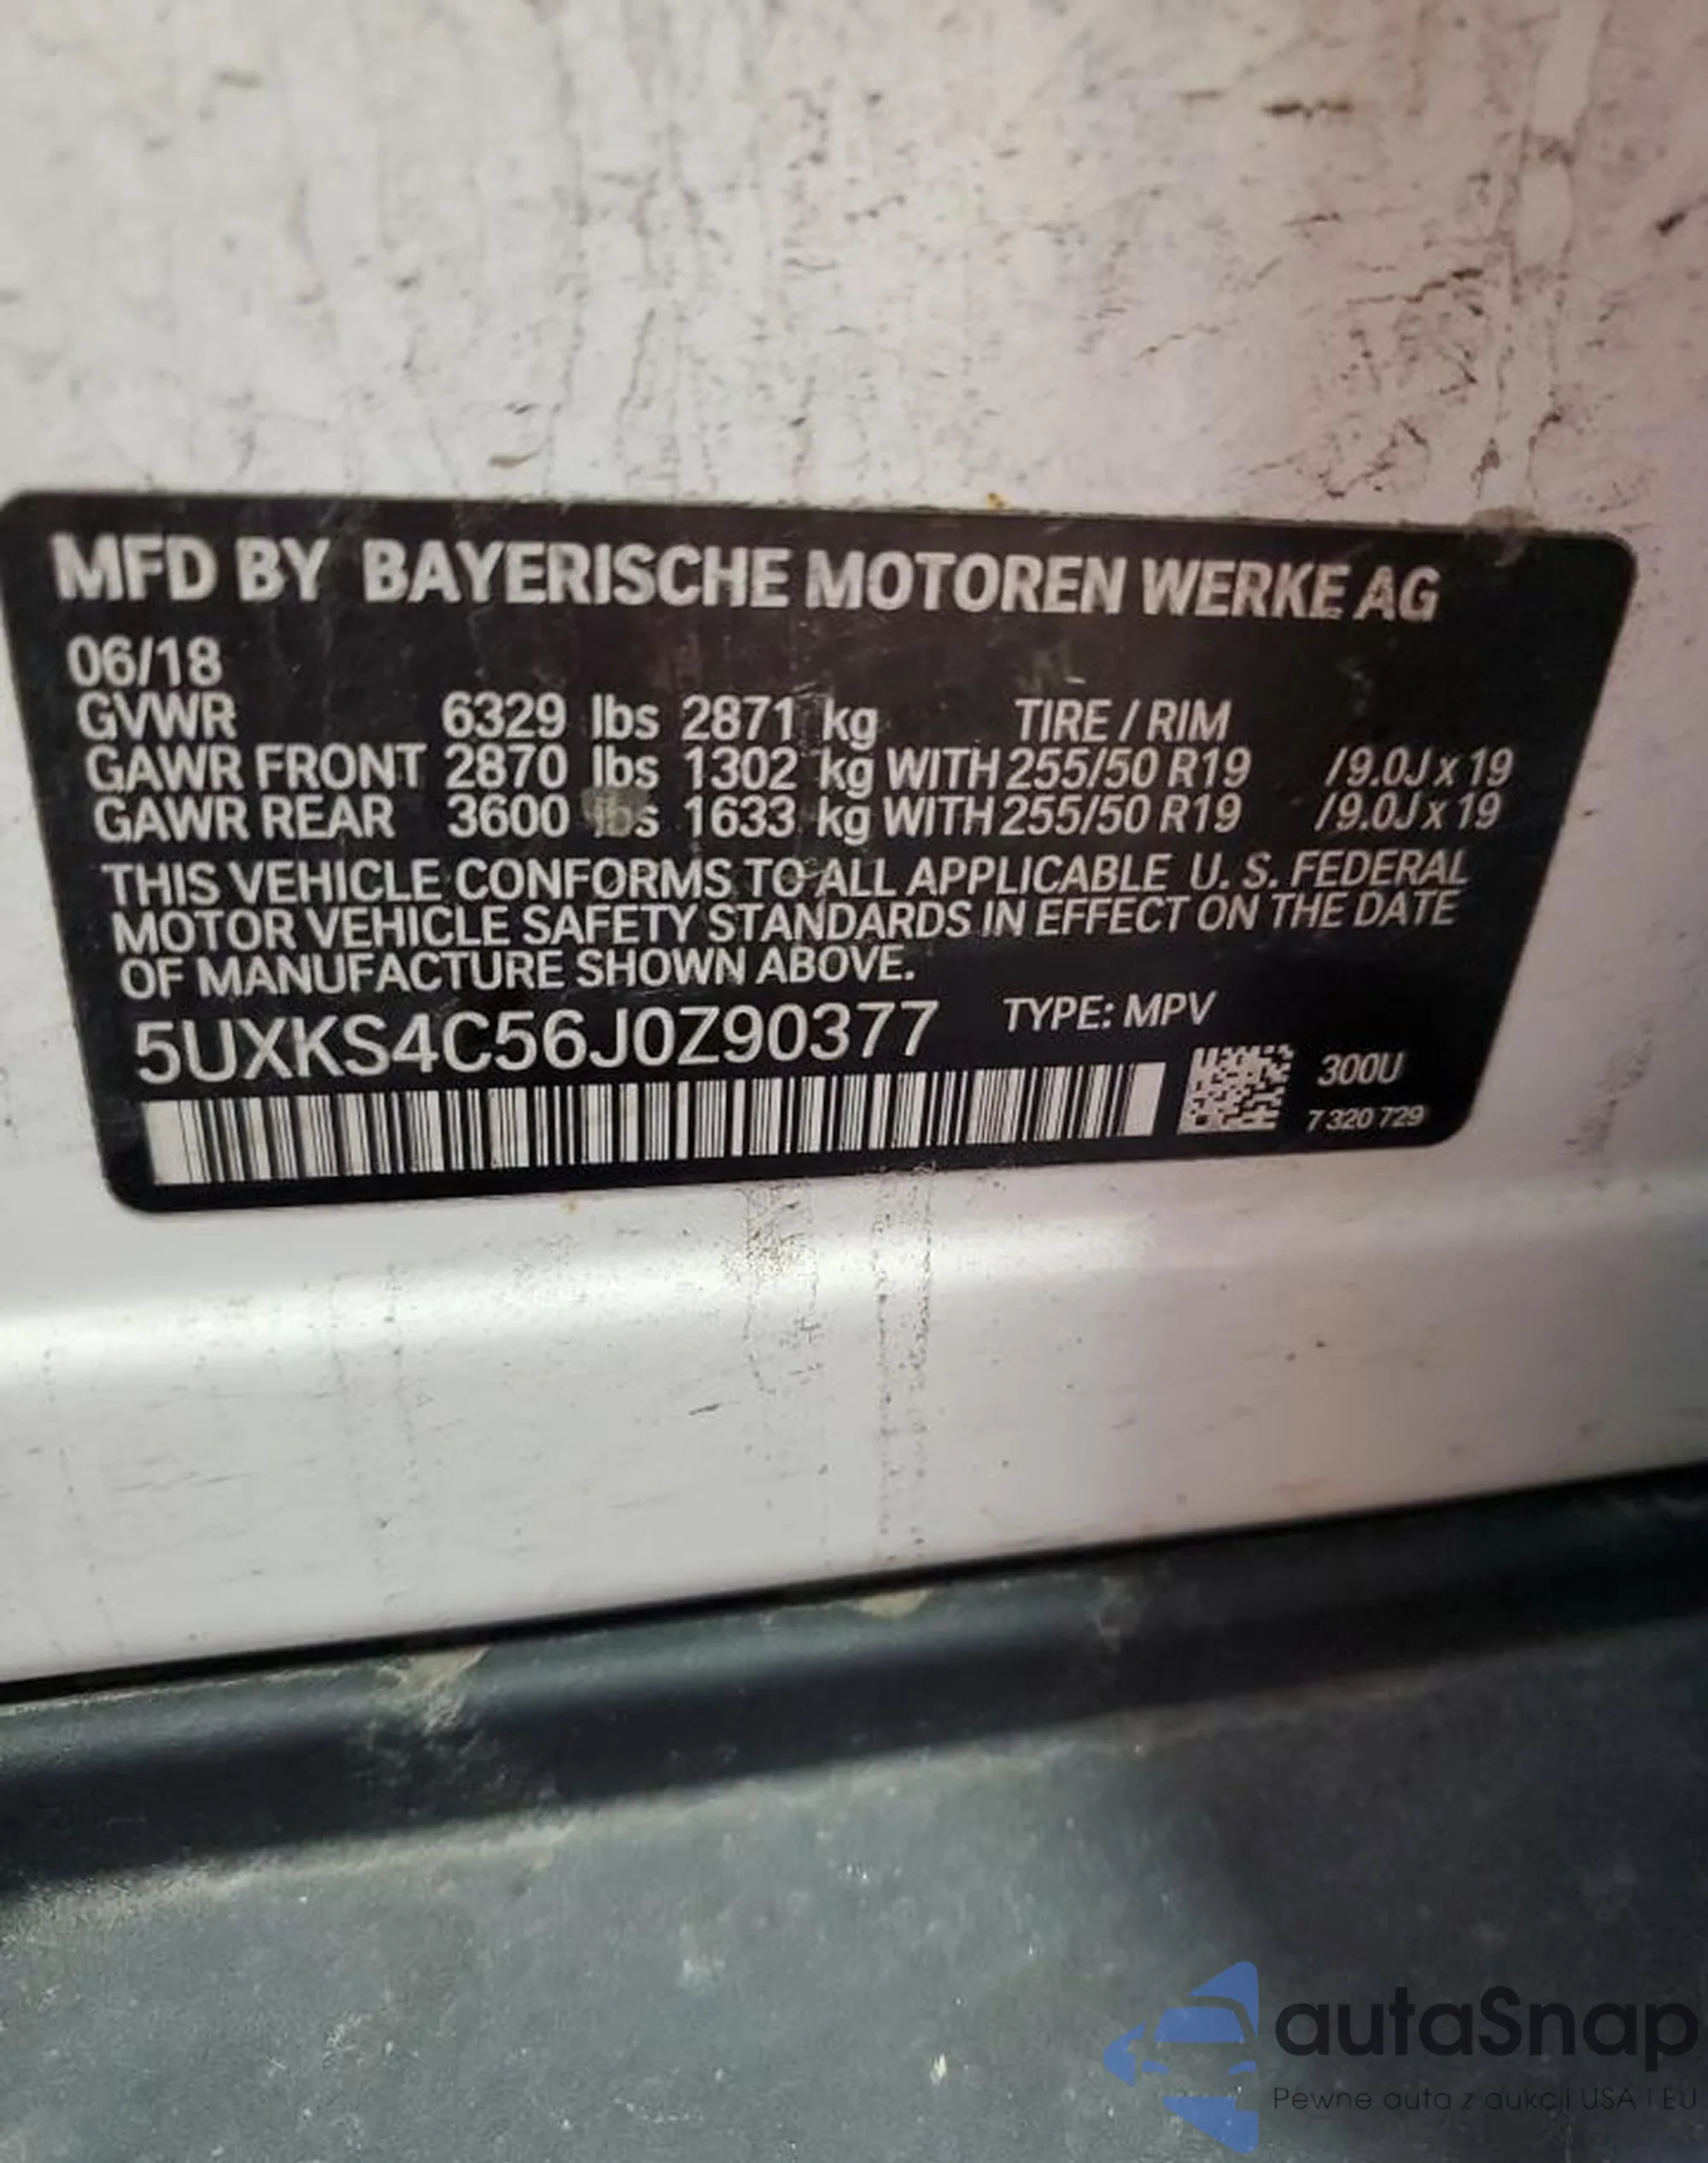 MFD BY BAYERISCHE MOTOREN WERKE AG
06/18
GVWR 6329 lbs 2871 kg TIRE / RIM
GAWR FRONT 2870 lbs 1302 kg WITH 255/50 R19 /9.0J x 19
GAWR REAR 3600 lbs 1633 kg WITH 255/50 R19 /9.0J x 19
THIS VEHICLE CONFORMS TO ALL APPLICABLE U. S. FEDERAL
MOTOR VEHICLE SAFETY STANDARDS IN EFFECT ON THE DATE
OF MANUFACTURE SHOWN ABOVE.
5UXKS4C56J0Z90377 TYPE: MPV
300U
7 320 729
autaSnap
Pewne auta z aukcji USA i EU